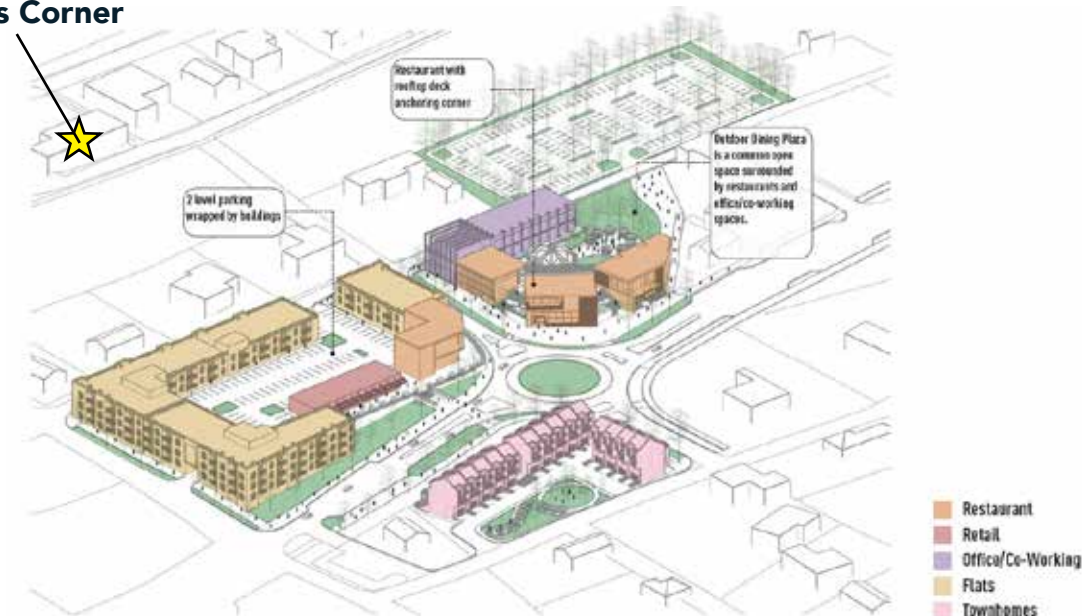 s Corner
Restaurant with
rooftop deck
anchoring corner
Outdoor Dining Plaza
is a common open
space surrounded
by restaurants and
office/co-working
spaces.
2 level parking
wrapped by buildings
Restaurant
Retail
Office/Co-Working
Flats
Townhomes